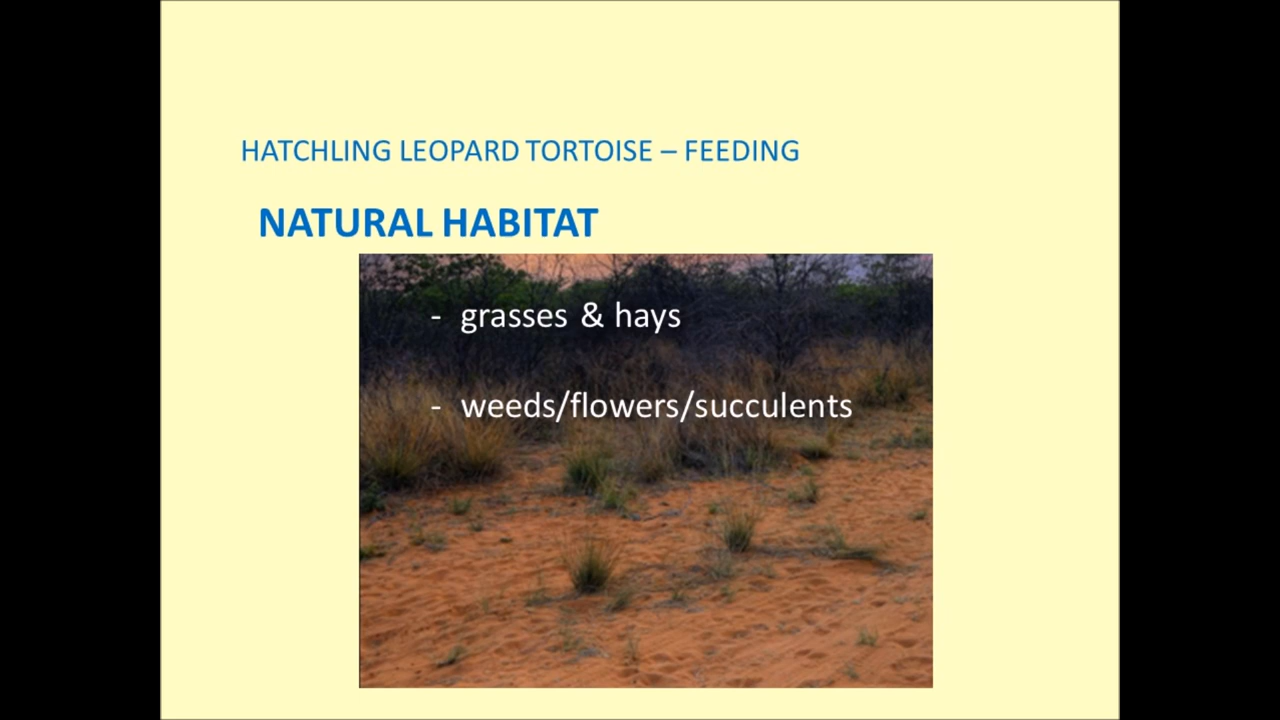 HATCHLING LEOPARD TORTOISE – FEEDING
NATURAL HABITAT
- grasses & hays
- weeds/flowers/succulents